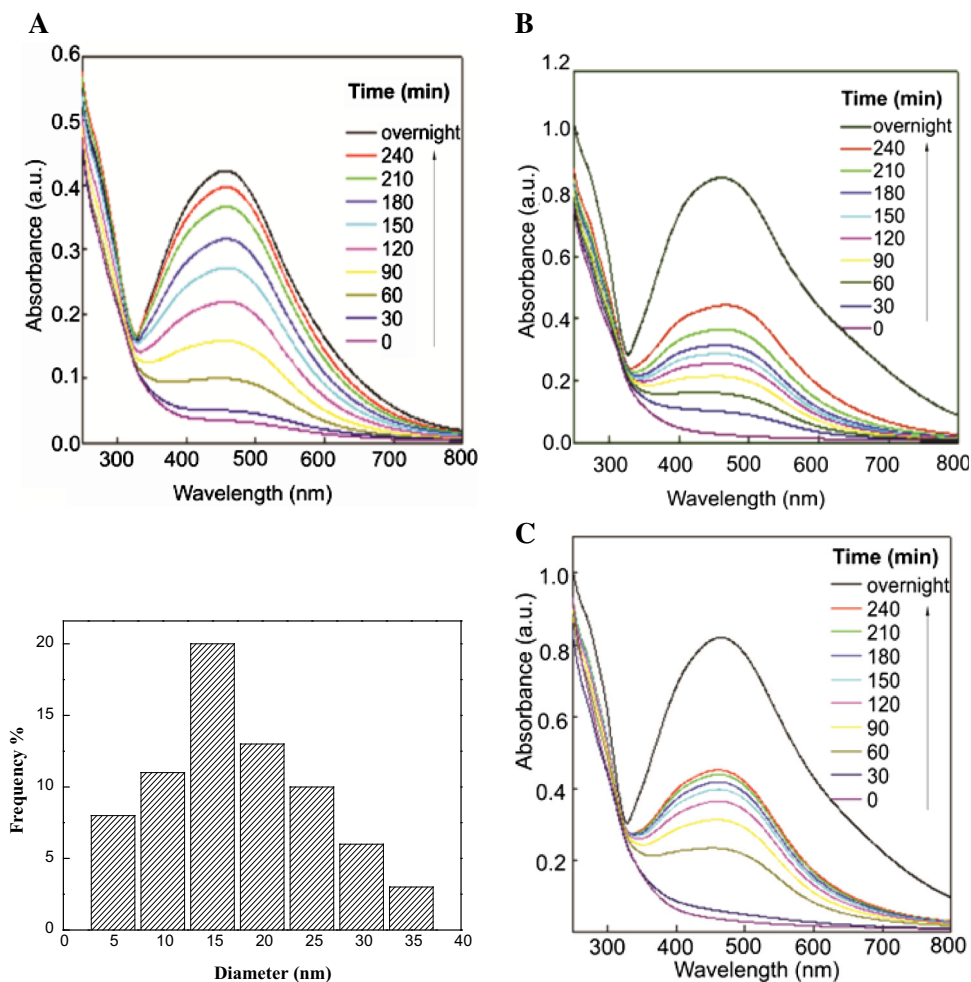 A
0.6
0.5
0.4
0.3
0.2
0.1
0.0
Absorbance (a.u.)
300 400 500 600 700 800
Wavelength (nm)
Time (min)
overnight
240
210
180
150
120
90
60
30
0
B
1.2
1.0
0.8
0.6
0.4
0.2
0.0
Absorbance (a.u.)
300 400 500 600 700 800
Wavelength (nm)
Time (min)
overnight
240
210
180
150
120
90
60
30
0
20
15
10
5
0
Frequency %
0 5 10 15 20 25 30 35 40
Diameter (nm)
C
1.0
0.8
0.6
0.4
0.2
Absorbance (a.u.)
300 400 500 600 700 800
Wavelength (nm)
Time (min)
overnight
240
210
180
150
120
90
60
30
0